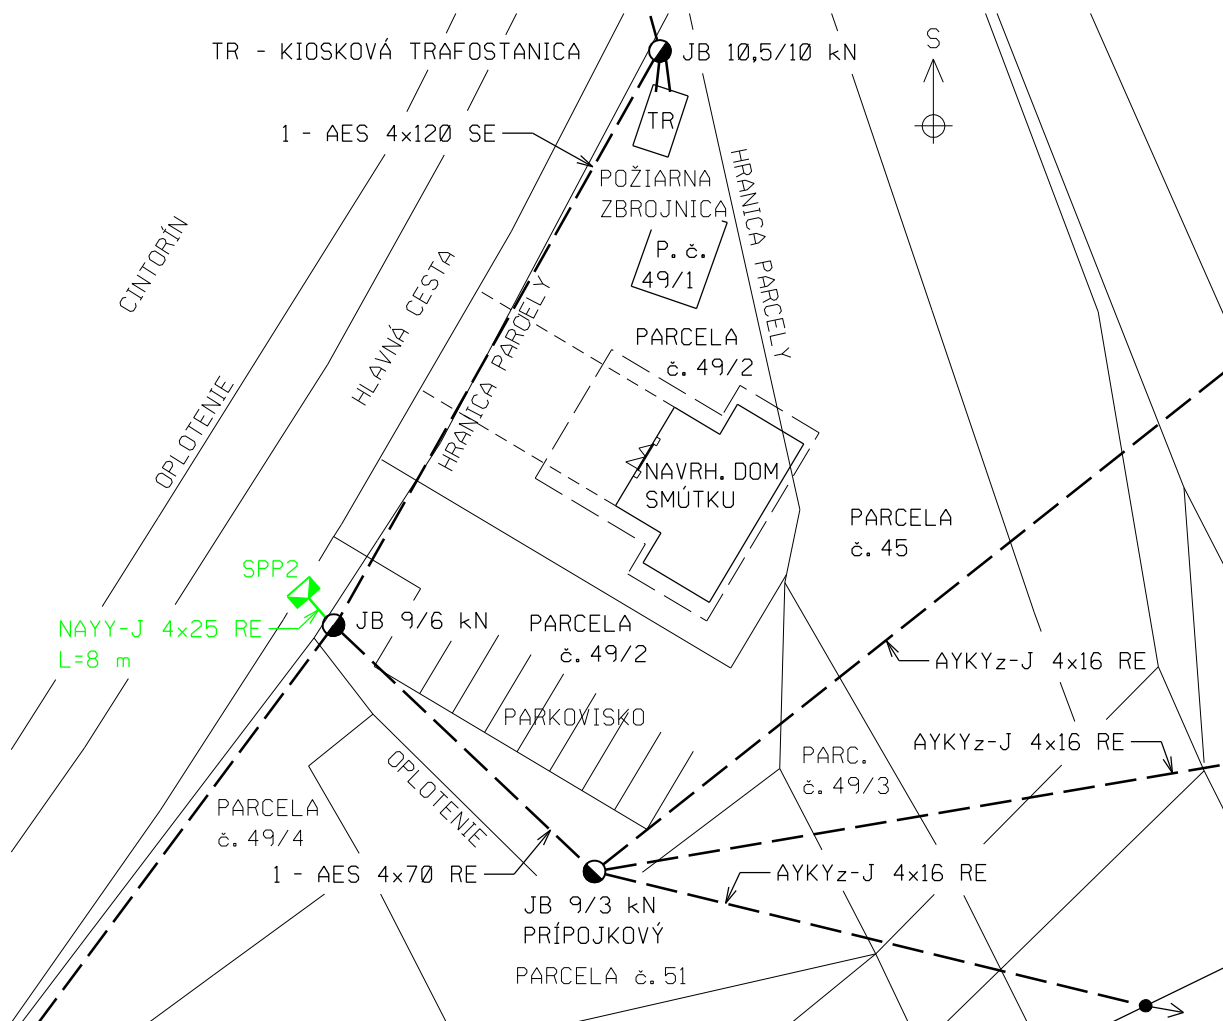 S
TR - KIOSKOVÁ TRAFOSTANICA
JB 10,5/10 kN
TR
1 - AES 4x120 SE
POŽIARNA
ZBROJNICA
HRANICA PARCELY
P. č.
49/1
CINTORÍN
HLAVNÁ CESTA
HRANICA PARCELY
PARCELA
č. 49/2
OPLOTENIE
NAVRH. DOM
SMÚTKU
PARCELA
č. 45
SPP2
NAYY-J 4x25 RE
L=8 m
JB 9/6 kN
PARCELA
č. 49/2
AYKYz-J 4x16 RE
PARKOVISKO
AYKYz-J 4x16 RE
PARC.
č. 49/3
OPLOTENIE
PARCELA
č. 49/4
1 - AES 4x70 RE
AYKYz-J 4x16 RE
JB 9/3 kN
PRÍPOJKOVÝ
PARCELA č. 51